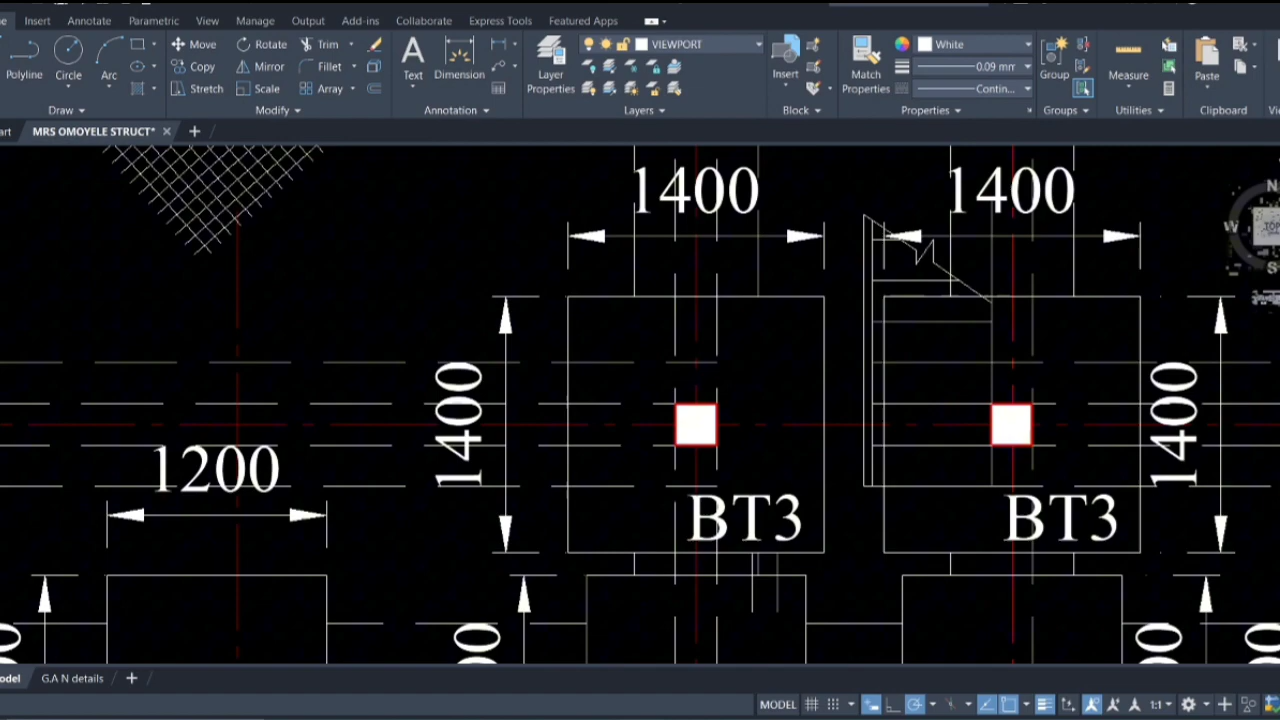 Insert Annotate Parametric View Manage Output Add-ins Collaborate Express Tools Featured Apps
Polyline Circle Arc
Move Rotate Trim
Copy Mirror Fillet
Stretch Scale Array
Text Dimension
Layer Properties
VIEWPORT
Insert
Match Properties
White
0.09 mm
Contin...
Group
Measure
Paste
Draw Modify Annotation Layers Block Properties Groups Utilities Clipboard
MRS OMOYELE STRUCT*
1400 1400
1400 1400
1200
BT3 BT3
G.A N details
MODEL 1:1
N
W
TOP
S